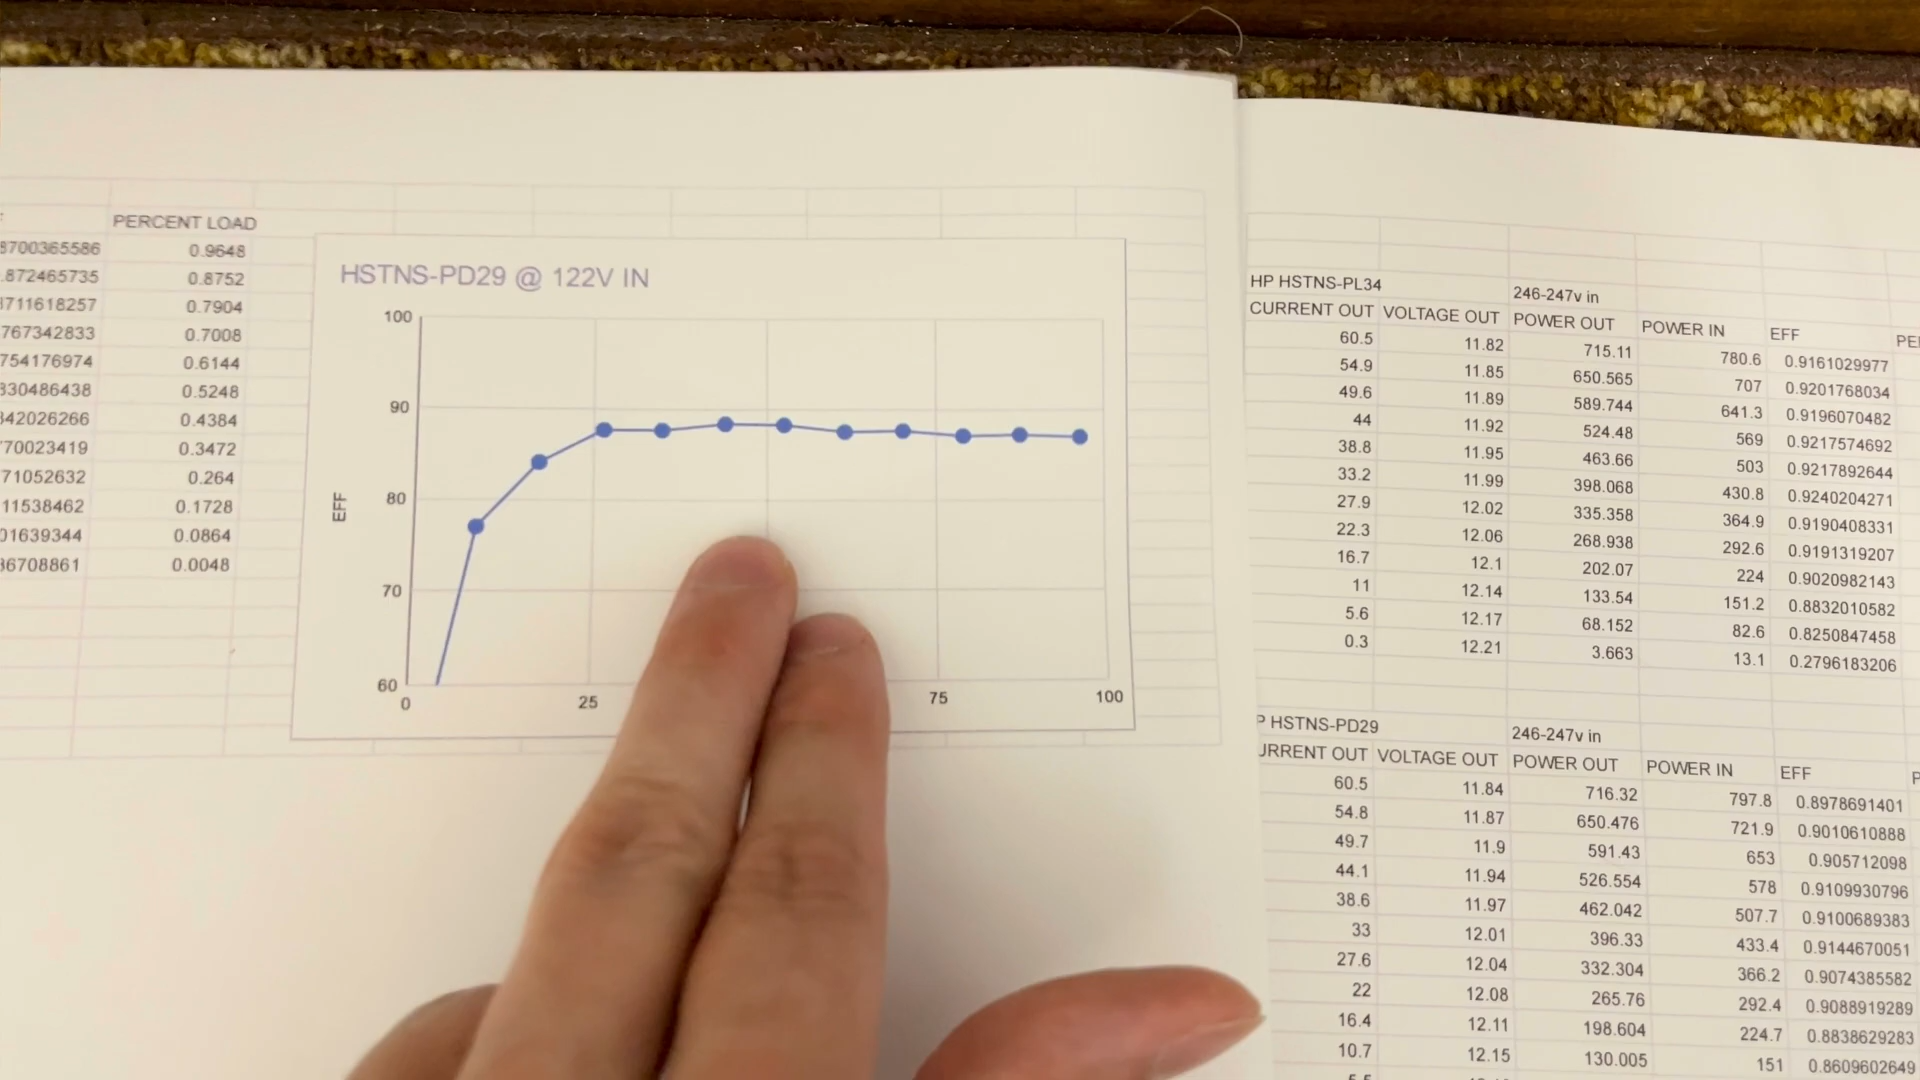 PERCENT LOAD
8700365586 0.9648
.872465735 0.8752
711618257 0.7904
767342833 0.7008
754176974 0.6144
330486438 0.5248
342026266 0.4384
70023419 0.3472
71052632 0.264
11538462 0.1728
01639344 0.0864
36708861 0.0048
HSTNS-PD29 @ 122V IN
EFF
100
90
80
70
60
0 25 75 100
HP HSTNS-PL34 246-247v in
CURRENT OUT VOLTAGE OUT POWER OUT POWER IN EFF PE
60.5 11.82 715.11 780.6 0.9161029977
54.9 11.85 650.565 707 0.9201768034
49.6 11.89 589.744 641.3 0.9196070482
44 11.92 524.48 569 0.9217574692
38.8 11.95 463.66 503 0.9217892644
33.2 11.99 398.068 430.8 0.9240204271
27.9 12.02 335.358 364.9 0.9190408331
22.3 12.06 268.938 292.6 0.9191319207
16.7 12.1 202.07 224 0.9020982143
11 12.14 133.54 151.2 0.8832010582
5.6 12.17 68.152 82.6 0.8250847458
0.3 12.21 3.663 13.1 0.2796183206
P HSTNS-PD29 246-247v in
URRENT OUT VOLTAGE OUT POWER OUT POWER IN EFF P
60.5 11.84 716.32 797.8 0.8978691401
54.8 11.87 650.476 721.9 0.9010610888
49.7 11.9 591.43 653 0.905712098
44.1 11.94 526.554 578 0.9109930796
38.6 11.97 462.042 507.7 0.9100689383
33 12.01 396.33 433.4 0.9144670051
27.6 12.04 332.304 366.2 0.9074385582
22 12.08 265.76 292.4 0.9088919289
16.4 12.11 198.604 224.7 0.8838629283
10.7 12.15 130.005 151 0.8609602649